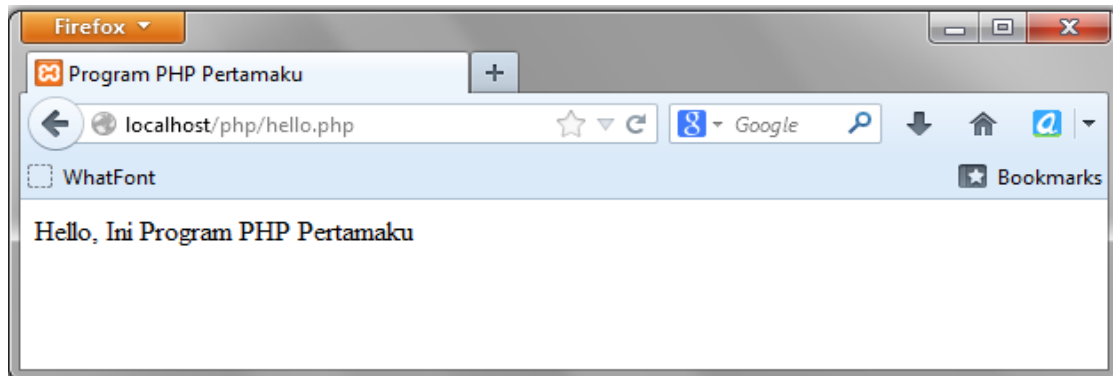 Firefox
Program PHP Pertamaku
localhost/php/hello.php
Google
WhatFont
Bookmarks
Hello, Ini Program PHP Pertamaku